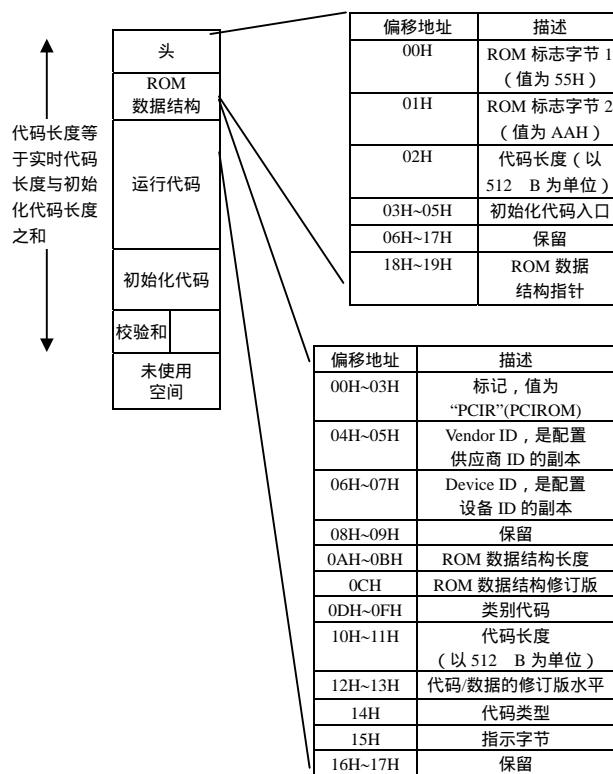 代码长度等
于实时代码
长度与初始
化代码长度
之和
头
ROM
数据结构
运行代码
初始化代码
校验和
未使用
空间
偏移地址 描述
00H ROM 标志字节 1
（值为 55H）
01H ROM 标志字节 2
（值为 AAH）
02H 代码长度（以
512 B 为单位）
03H~05H 初始化代码入口
06H~17H 保留
18H~19H ROM 数据
结构指针
偏移地址 描述
00H~03H 标记，值为
“PCIR”(PCIROM)
04H~05H Vendor ID，是配置
供应商 ID 的副本
06H~07H Device ID，是配置
设备 ID 的副本
08H~09H 保留
0AH~0BH ROM 数据结构长度
0CH ROM 数据结构修订版
0DH~0FH 类别代码
10H~11H 代码长度
（以 512 B 为单位）
12H~13H 代码/数据的修订版水平
14H 代码类型
15H 指示字节
16H~17H 保留